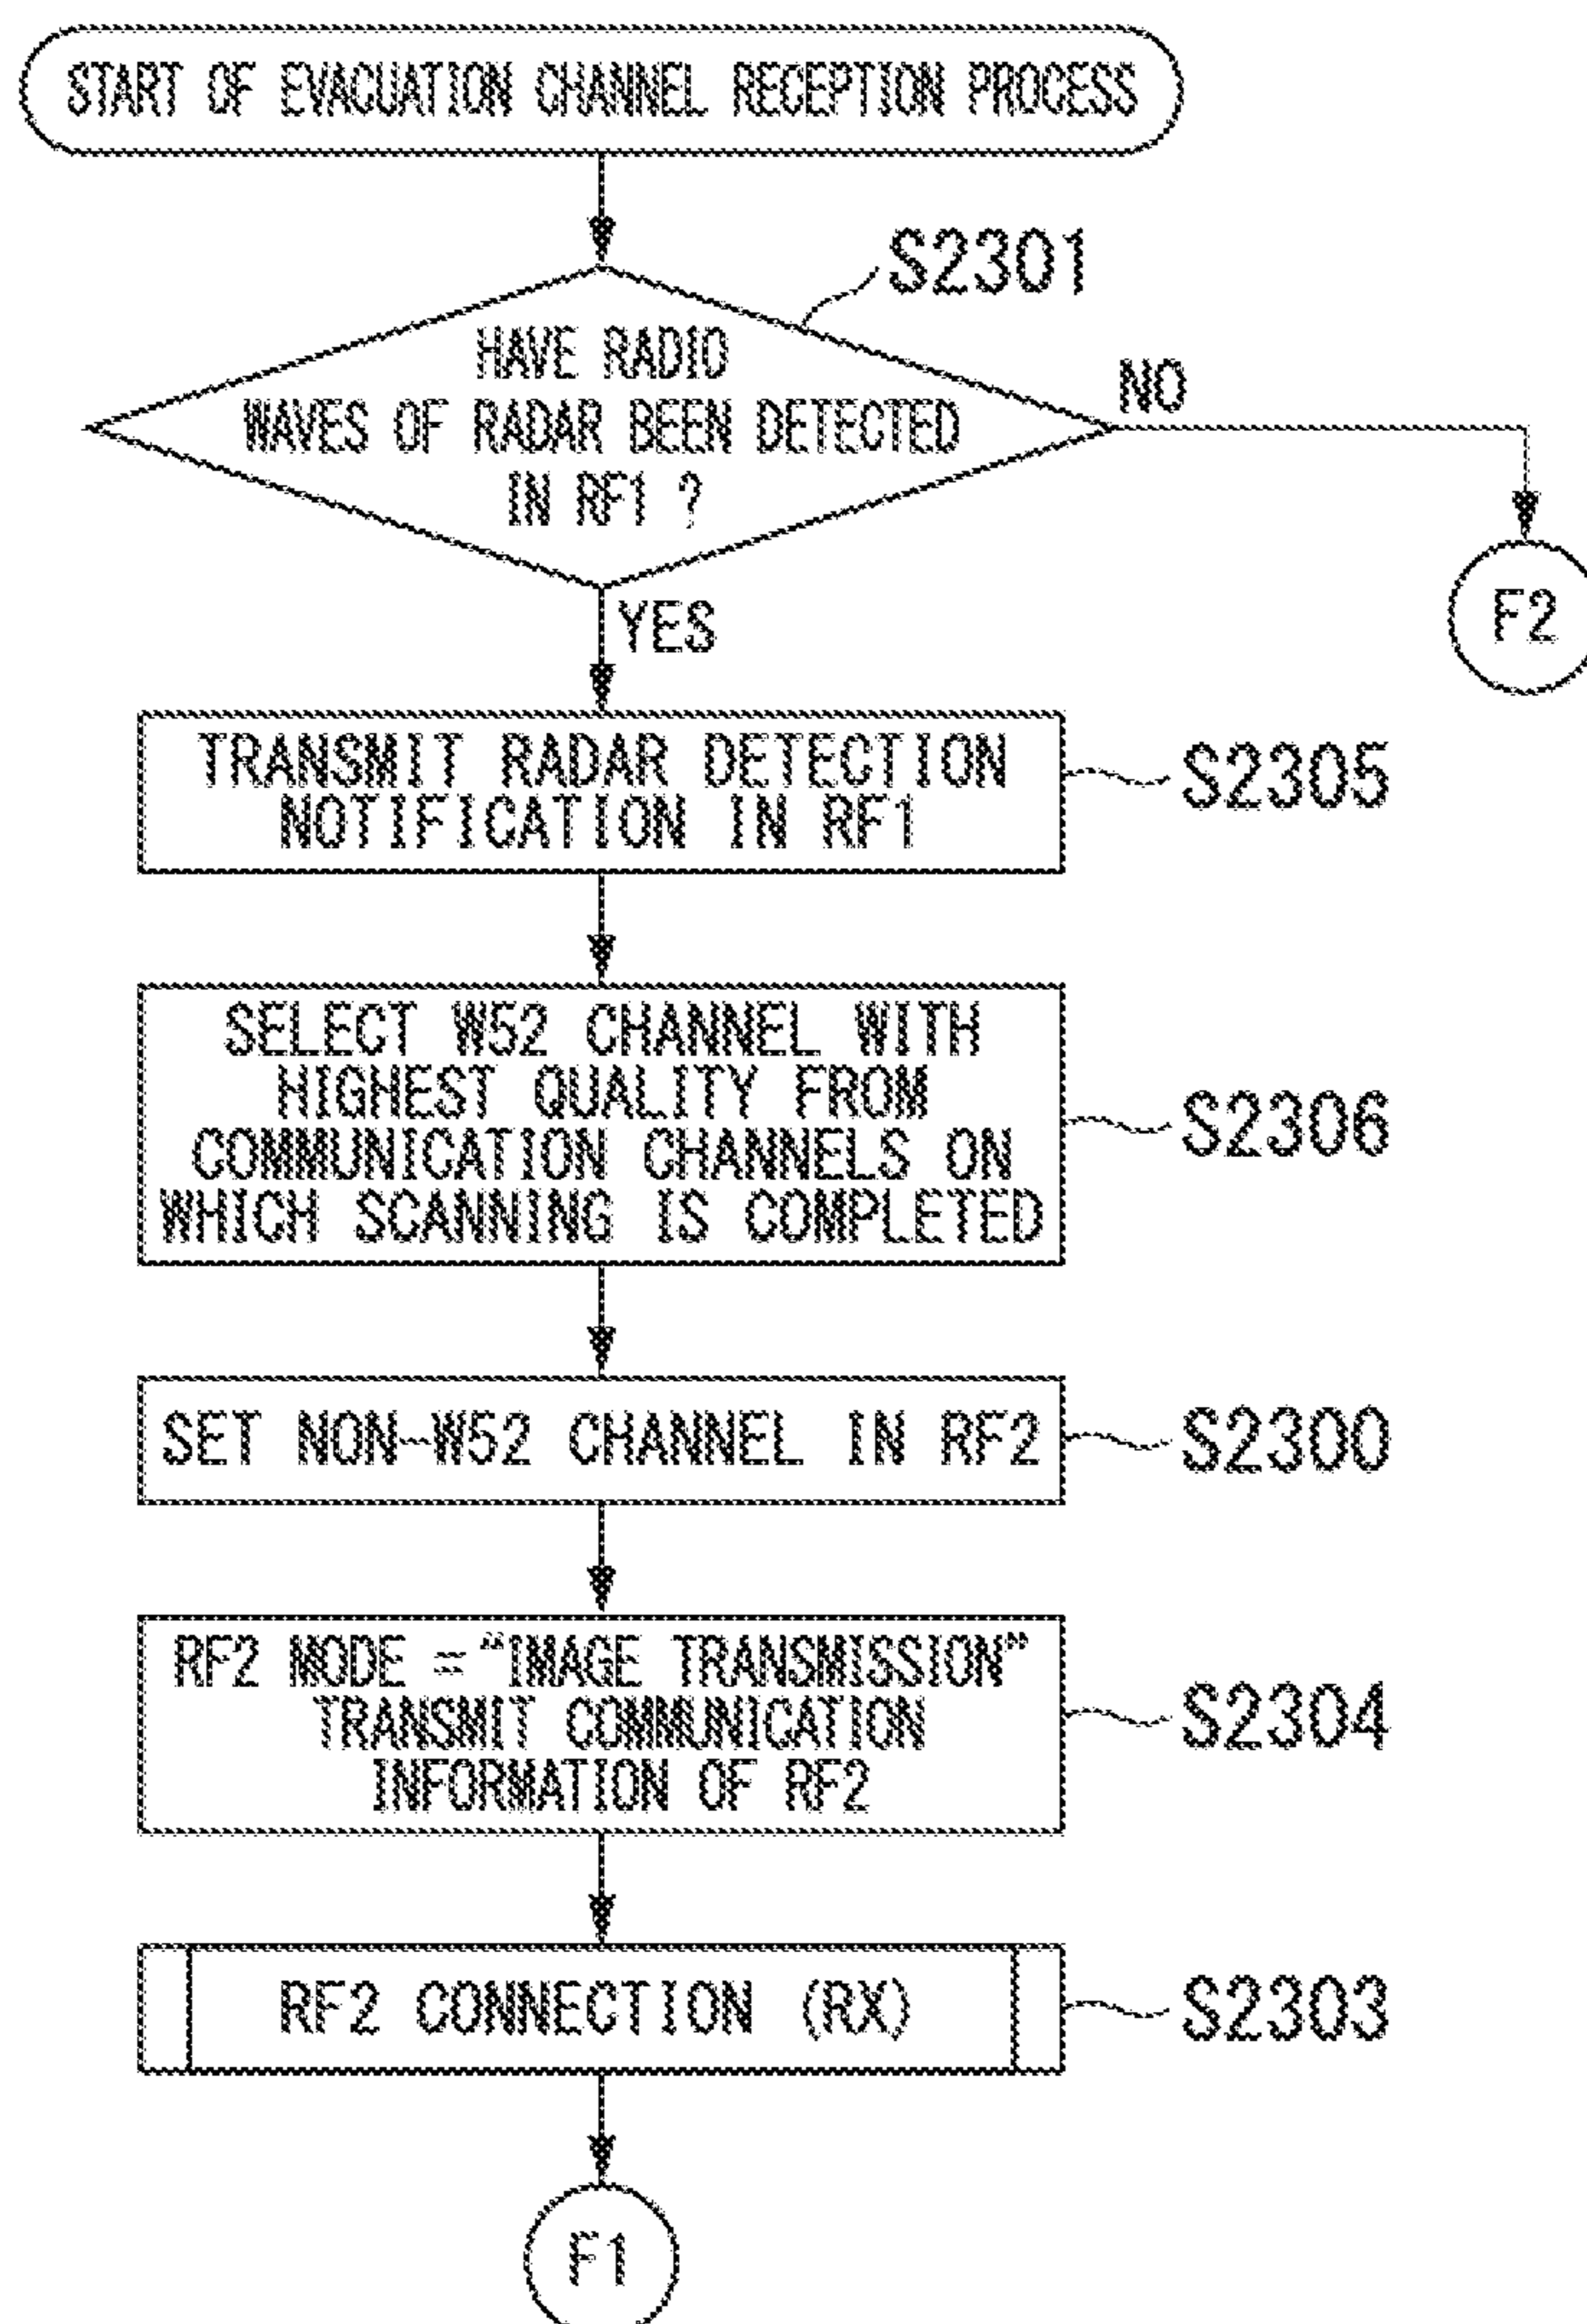 START OF EVACUATION CHANNEL RECEPTION PROCESS
S2301
HAVE RADIO
WAVES OF RADAR BEEN DETECTED
IN RF1 ?
NO
F2
YES
TRANSMIT RADAR DETECTION
NOTIFICATION IN RF1
S2305
SELECT W52 CHANNEL WITH
HIGHEST QUALITY FROM
COMMUNICATION CHANNELS ON
WHICH SCANNING IS COMPLETED
S2306
SET NON-W52 CHANNEL IN RF2
S2300
RF2 MODE = “IMAGE TRANSMISSION”
TRANSMIT COMMUNICATION
INFORMATION OF RF2
S2304
RF2 CONNECTION (RX)
S2303
F1